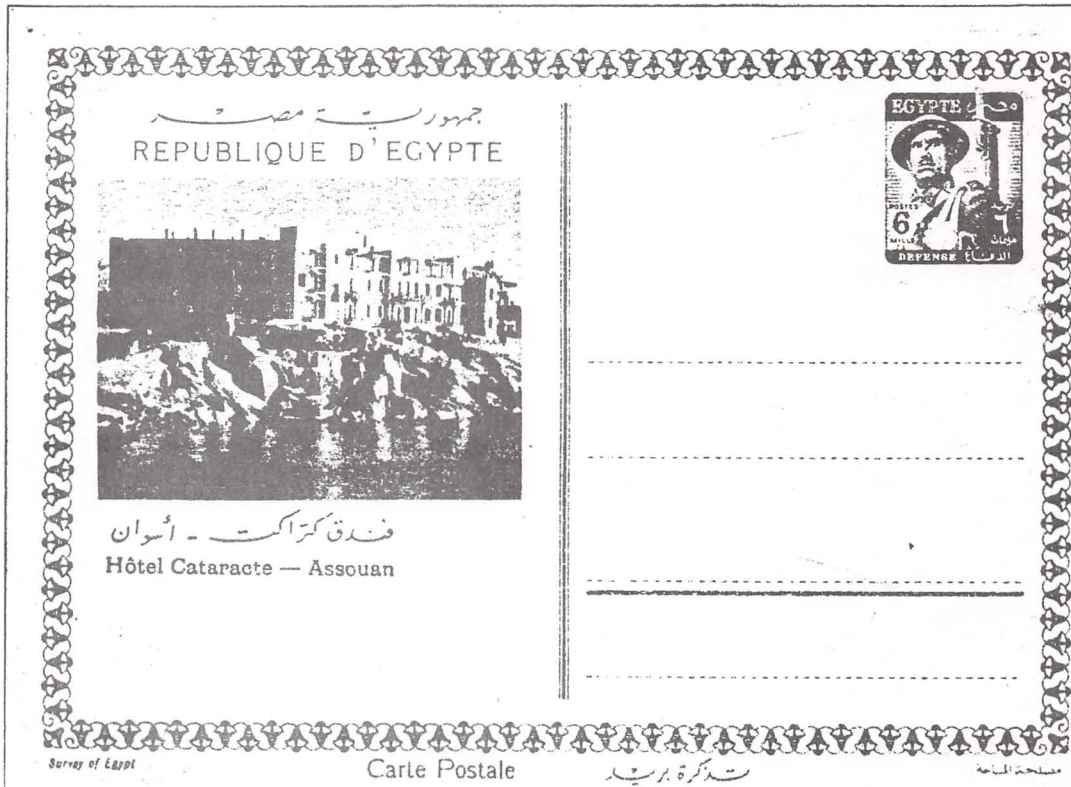 جمهورية مصر
REPUBLIQUE D'EGYPTE
فندق كتراكت - أسوان
Hôtel Cataracte — Assouan
EGYPTE مصر
POSTES
6
MILLS
مليمات
DEFENSE الدفاع
Survey of Egypt
Carte Postale
تذكرة بريد
مصلحة المساحة